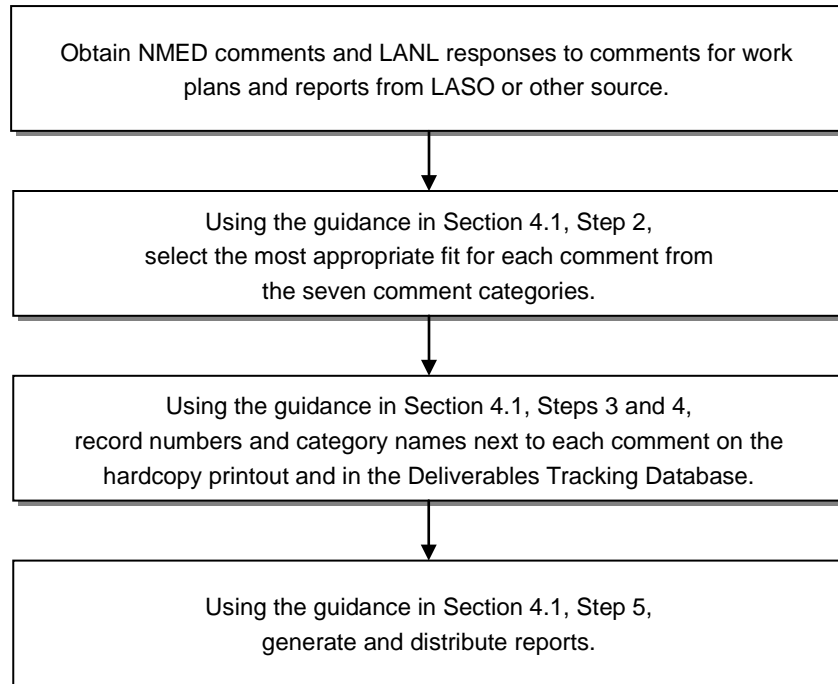 Obtain NMED comments and LANL responses to comments for work
plans and reports from LASO or other source.
Using the guidance in Section 4.1, Step 2,
select the most appropriate fit for each comment from
the seven comment categories.
Using the guidance in Section 4.1, Steps 3 and 4,
record numbers and category names next to each comment on the
hardcopy printout and in the Deliverables Tracking Database.
Using the guidance in Section 4.1, Step 5,
generate and distribute reports.